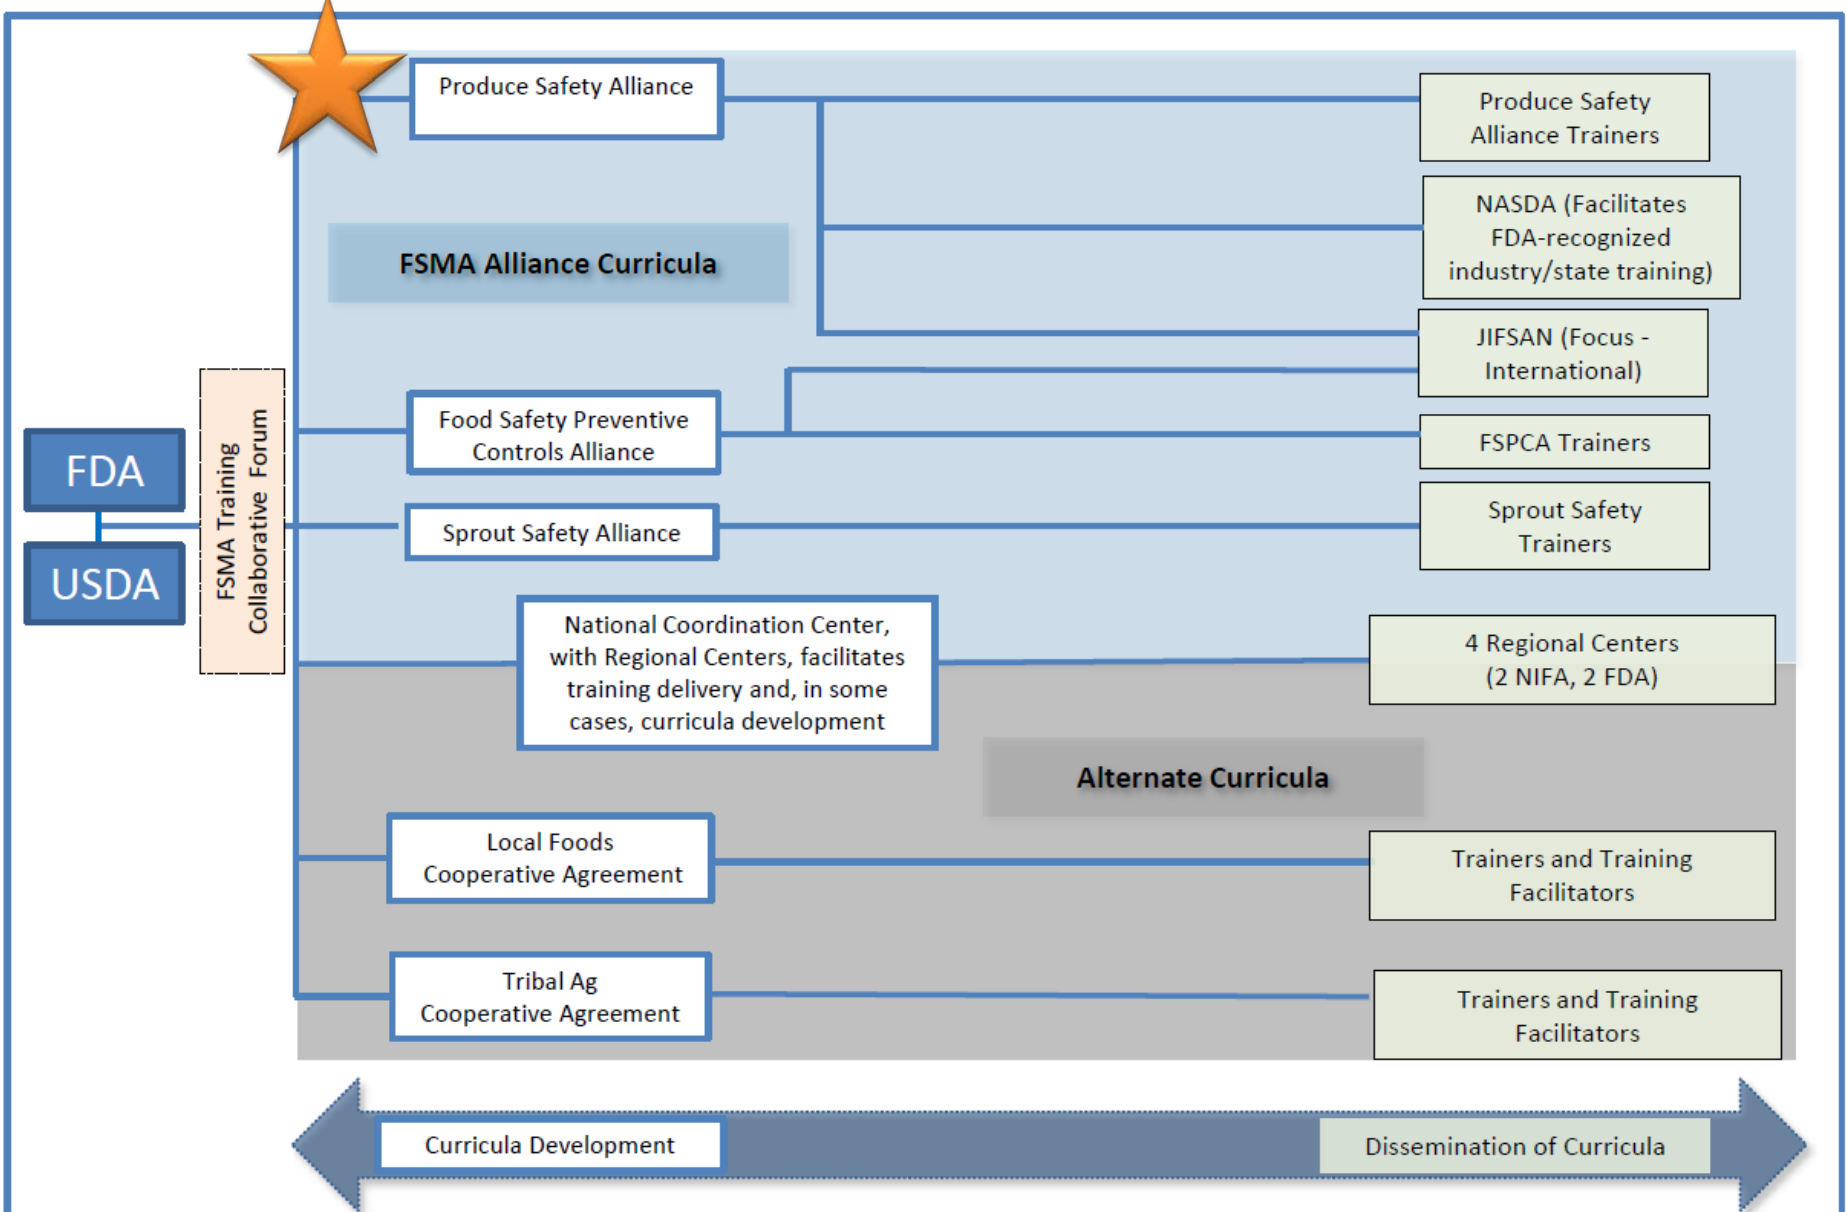 Produce Safety Alliance
Produce Safety
Alliance Trainers
NASDA (Facilitates
FDA-recognized
industry/state training)
FSMA Alliance Curricula
JIFSAN (Focus -
International)
Food Safety Preventive
Controls Alliance
FSPCA Trainers
FDA
USDA
FSMA Training
Collaborative Forum
Sprout Safety Alliance
Sprout Safety
Trainers
National Coordination Center,
with Regional Centers, facilitates
training delivery and, in some
cases, curricula development
4 Regional Centers
(2 NIFA, 2 FDA)
Alternate Curricula
Local Foods
Cooperative Agreement
Trainers and Training
Facilitators
Tribal Ag
Cooperative Agreement
Trainers and Training
Facilitators
Curricula Development
Dissemination of Curricula